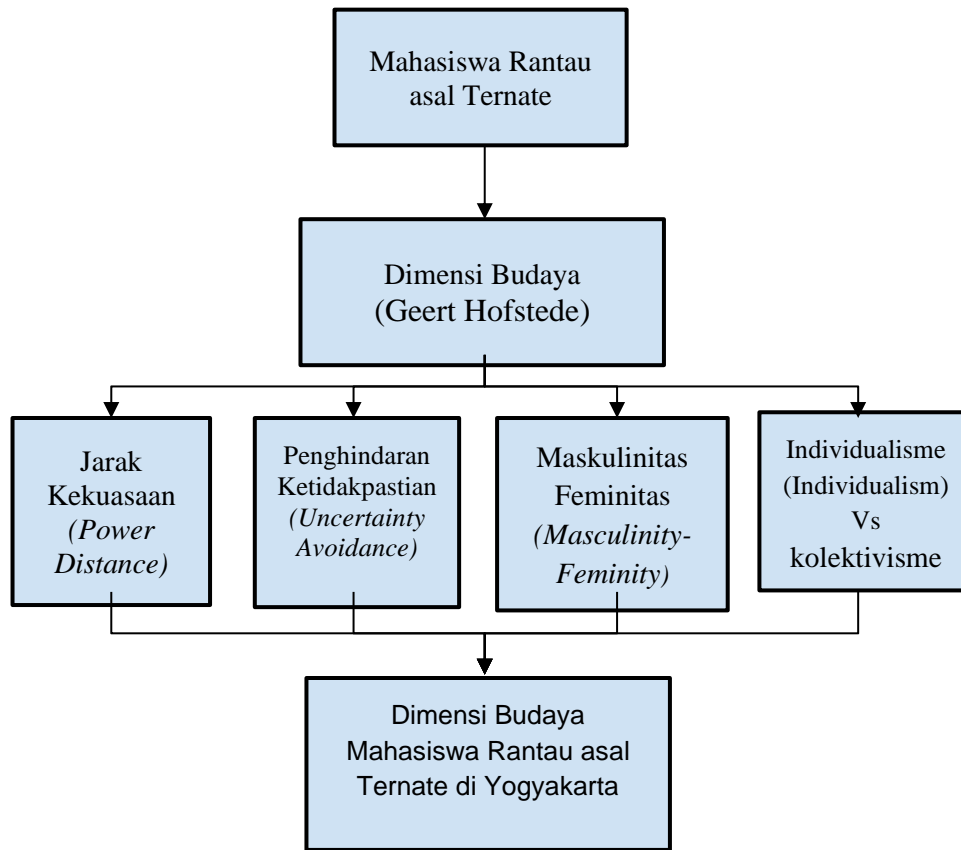 Mahasiswa Rantau
asal Ternate
Dimensi Budaya
(Geert Hofstede)
Jarak
Kekuasaan
(Power
Distance)
Penghindaran
Ketidakpastian
(Uncertainty
Avoidance)
Maskulinitas
Feminitas
(Masculinity-
Feminity)
Individualisme
(Individualism)
Vs
kolektivisme
Dimensi Budaya
Mahasiswa Rantau asal
Ternate di Yogyakarta